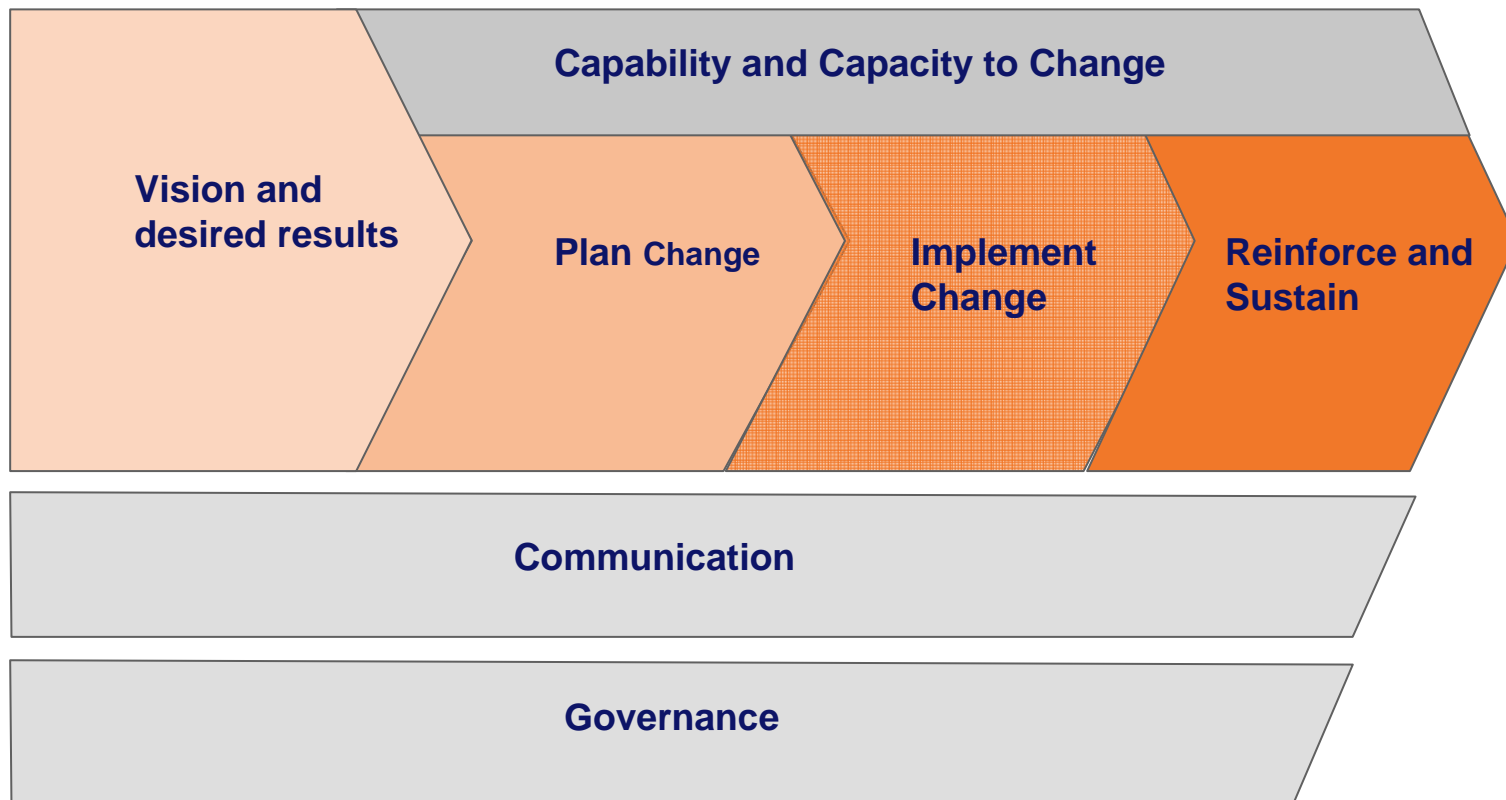 Capability and Capacity to Change
Vision and
desired results
Plan Change
Implement
Change
Reinforce and
Sustain
Communication
Governance